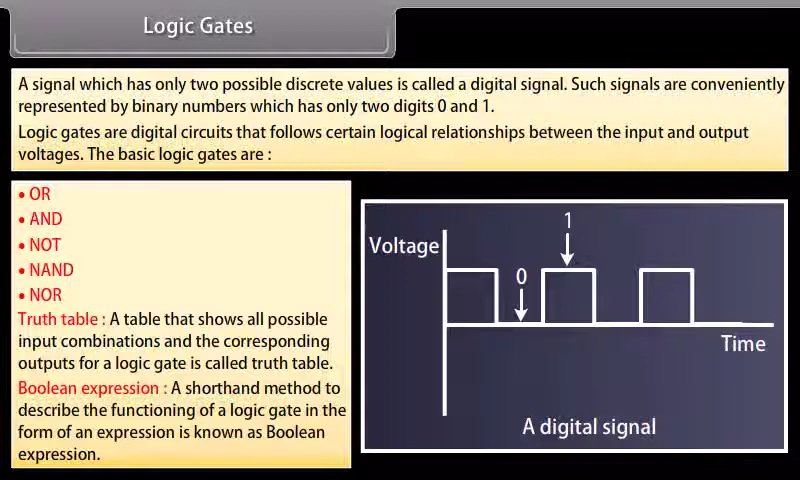 Logic Gates
A signal which has only two possible discrete values is called a digital signal. Such signals are conveniently
represented by binary numbers which has only two digits 0 and 1.
Logic gates are digital circuits that follows certain logical relationships between the input and output
voltages. The basic logic gates are :
• OR
• AND
• NOT
• NAND
• NOR
Truth table : A table that shows all possible
input combinations and the corresponding
outputs for a logic gate is called truth table.
Boolean expression : A shorthand method to
describe the functioning of a logic gate in the
form of an expression is known as Boolean
expression.
1
Voltage
0
Time
A digital signal